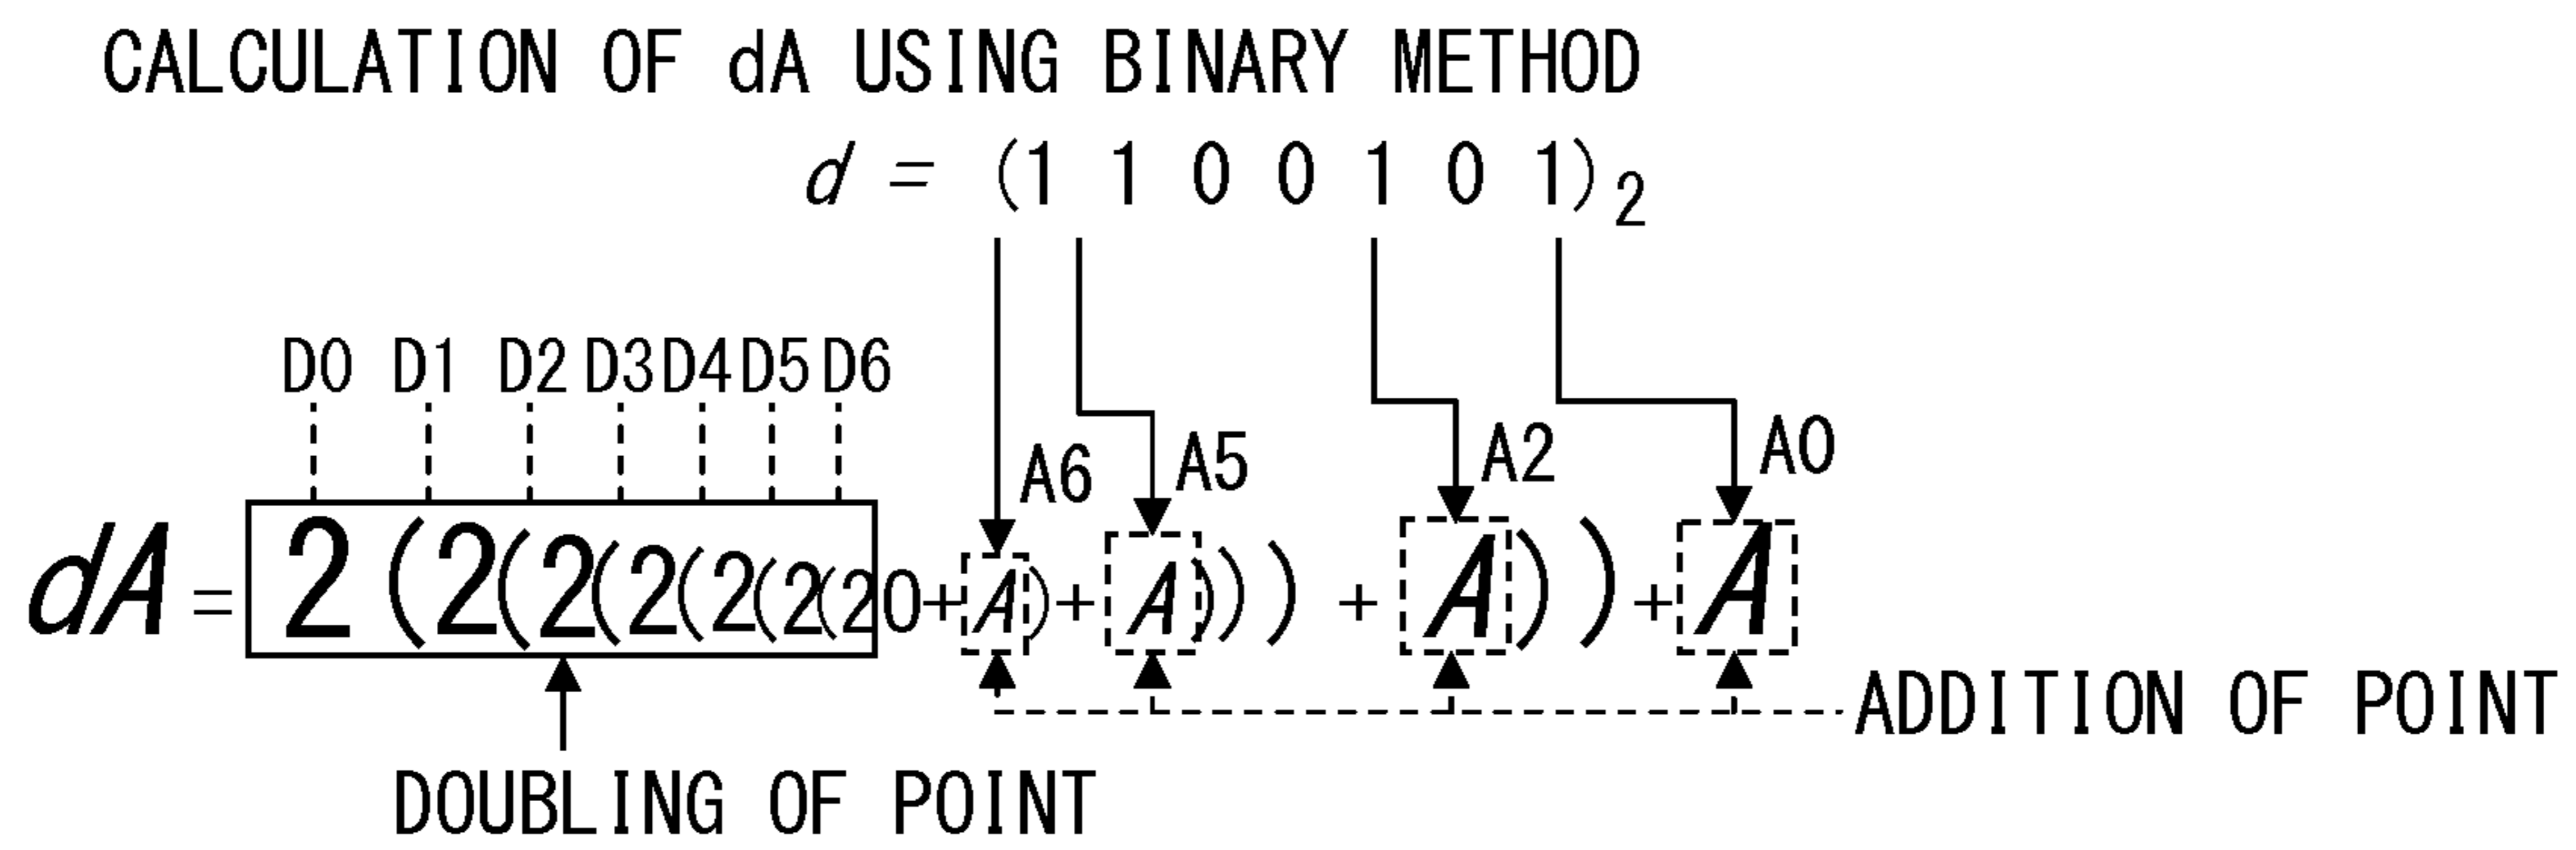 CALCULATION OF dA USING BINARY METHOD
d = (1 1 0 0 1 0 1)₂
D0 D1 D2 D3 D4 D5 D6
A6 A5 A2 A0
dA = 2(2(2(2(2(2(20+A)+A))) + A))+A
ADDITION OF POINT
DOUBLING OF POINT